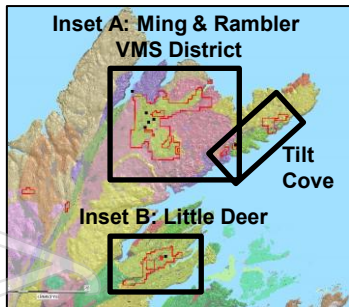 Inset A: Ming & Rambler
VMS District
Tilt
Cove
Inset B: Little Deer